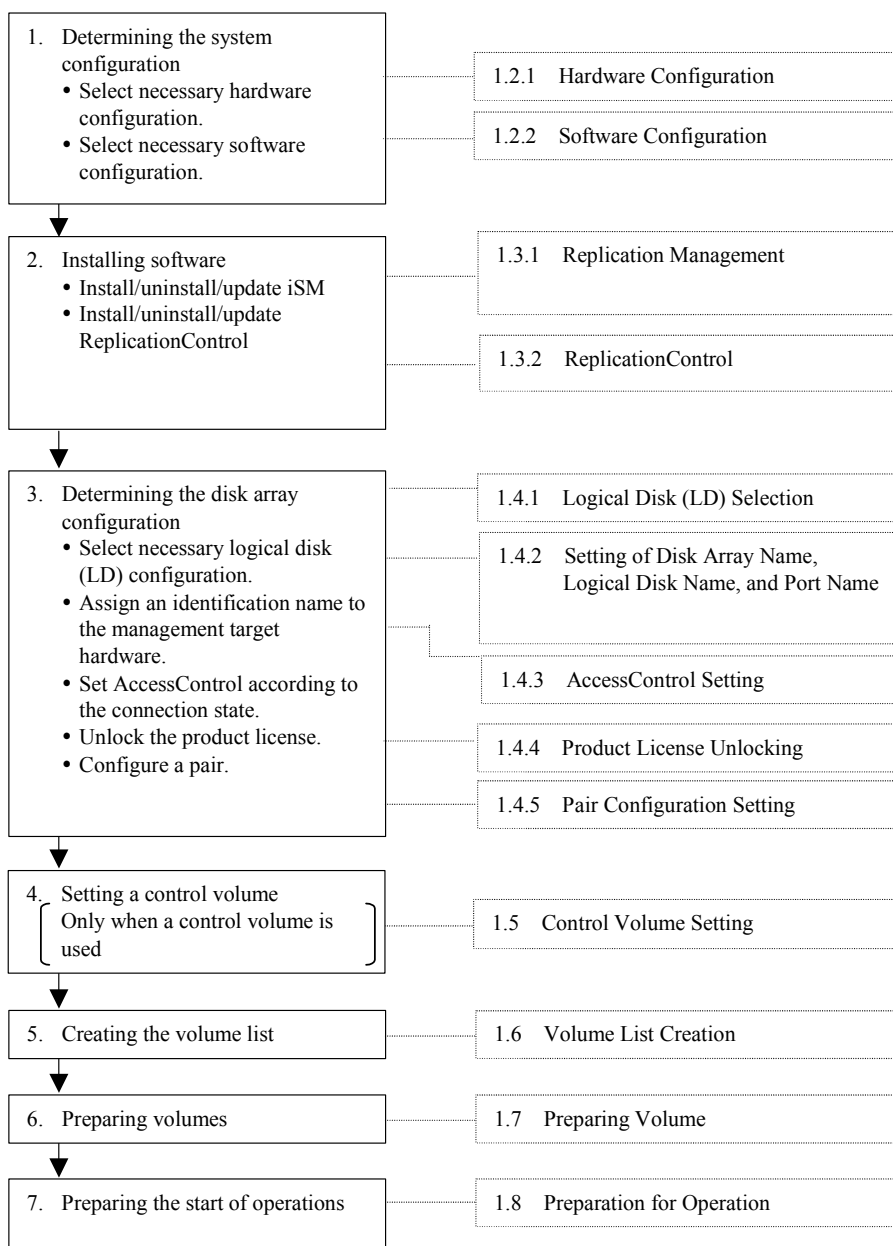 1. Determining the system
configuration
• Select necessary hardware
configuration.
• Select necessary software
configuration.
1.2.1 Hardware Configuration
1.2.2 Software Configuration
2. Installing software
• Install/uninstall/update iSM
• Install/uninstall/update
ReplicationControl
1.3.1 Replication Management
1.3.2 ReplicationControl
3. Determining the disk array
configuration
• Select necessary logical disk
(LD) configuration.
• Assign an identification name to
the management target
hardware.
• Set AccessControl according to
the connection state.
• Unlock the product license.
• Configure a pair.
1.4.1 Logical Disk (LD) Selection
1.4.2 Setting of Disk Array Name,
Logical Disk Name, and Port Name
1.4.3 AccessControl Setting
1.4.4 Product License Unlocking
1.4.5 Pair Configuration Setting
4. Setting a control volume
Only when a control volume is
used
1.5 Control Volume Setting
5. Creating the volume list
1.6 Volume List Creation
6. Preparing volumes
1.7 Preparing Volume
7. Preparing the start of operations
1.8 Preparation for Operation